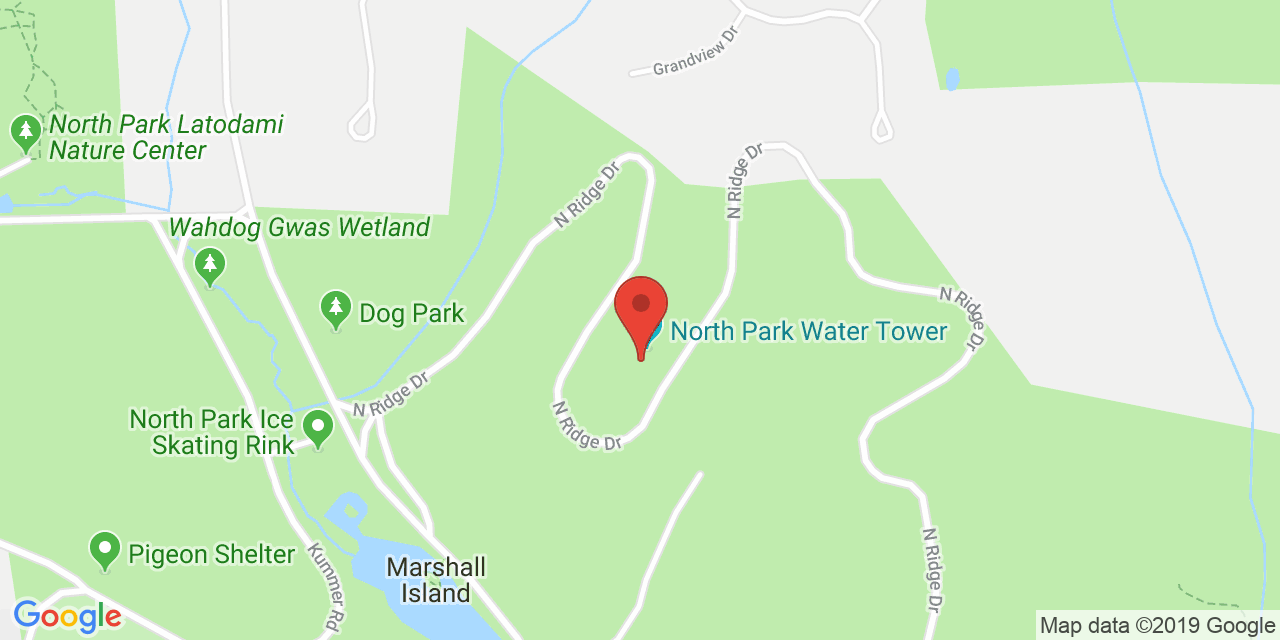 Grandview Dr
North Park Latodami
Nature Center
N Ridge Dr
N Ridge Dr
Wahdog Gwas Wetland
N Ridge Dr
Dog Park
North Park Water Tower
N Ridge Dr
North Park Ice
Skating Rink
N Ridge Dr
Pigeon Shelter
Kummer Rd
Marshall
Island
N Ridge Dr
Google
Map data ©2019 Google